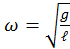 ω = √(g/ℓ)